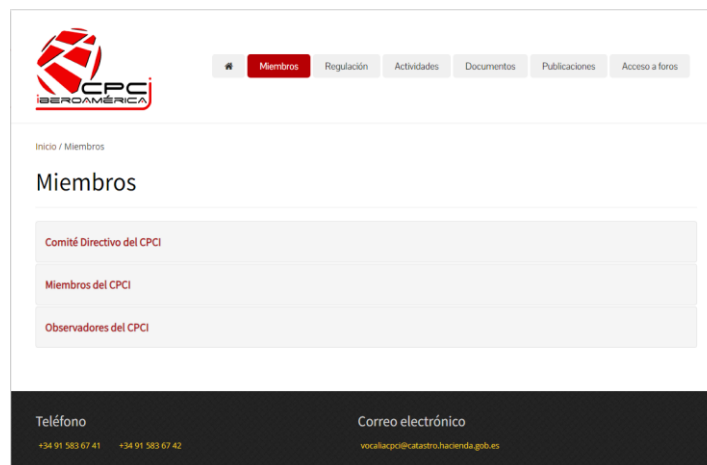 CPCi
iBEROAMÉRICA
Miembros
Regulación
Actividades
Documentos
Publicaciones
Acceso a foros
Inicio / Miembros
Miembros
Comité Directivo del CPCI
Miembros del CPCI
Observadores del CPCI
Teléfono
+34 91 583 67 41 +34 91 583 67 42
Correo electrónico
vocaliacpci@catastro.hacienda.gob.es